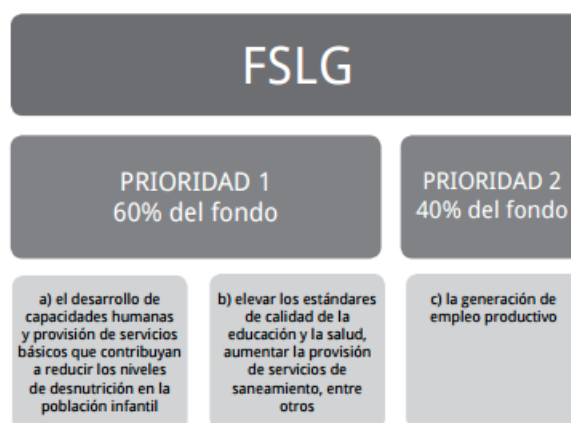 FSLG
PRIORIDAD 1
60% del fondo
PRIORIDAD 2
40% del fondo
a) el desarrollo de
capacidades humanas
y provisión de servicios
básicos que contribuyan
a reducir los niveles
de desnutrición en la
población infantil
b) elevar los estándares
de calidad de la
educación y la salud,
aumentar la provisión
de servicios de
saneamiento, entre
otros
c) la generación de
empleo productivo